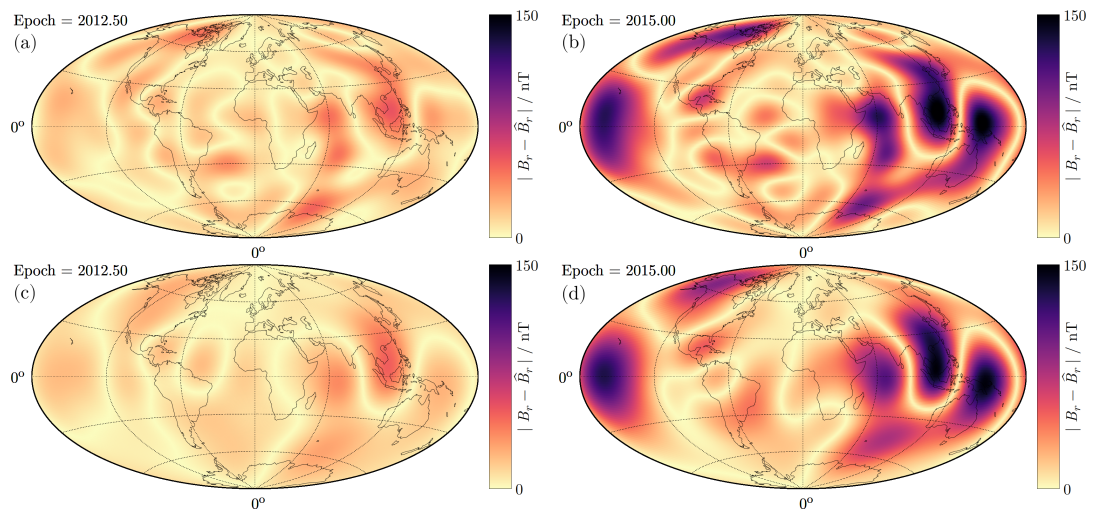 Epoch = 2012.50
(a)
0°
0°
150
0
| B_r − B̂_r | / nT
Epoch = 2015.00
(b)
0°
0°
150
0
| B_r − B̂_r | / nT
Epoch = 2012.50
(c)
0°
0°
150
0
| B_r − B̂_r | / nT
Epoch = 2015.00
(d)
0°
0°
150
0
| B_r − B̂_r | / nT